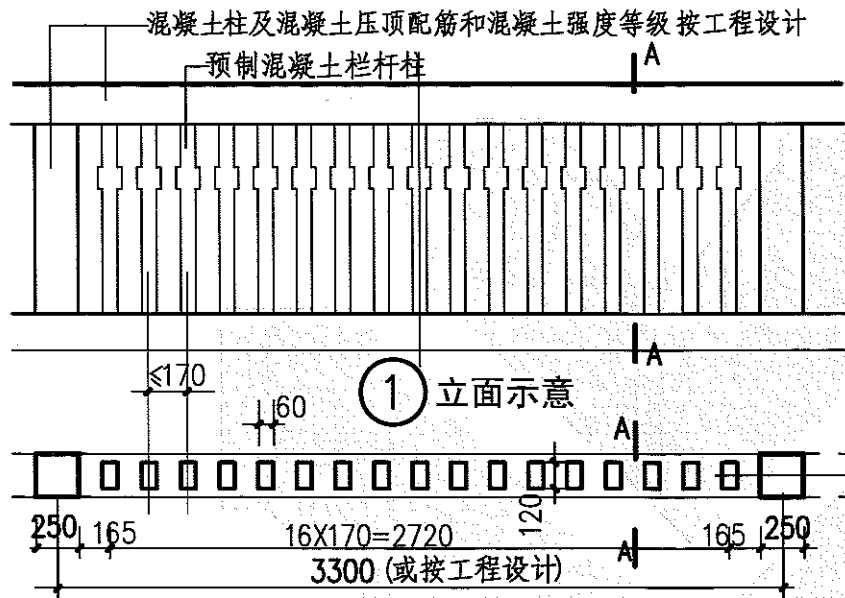 混凝土柱及混凝土压顶配筋和混凝土强度等级按工程设计
预制混凝土栏杆柱
A
A
≤170
1 立面示意
60
A
120
250 165 16X170=2720 165 250
A
3300 (或按工程设计)